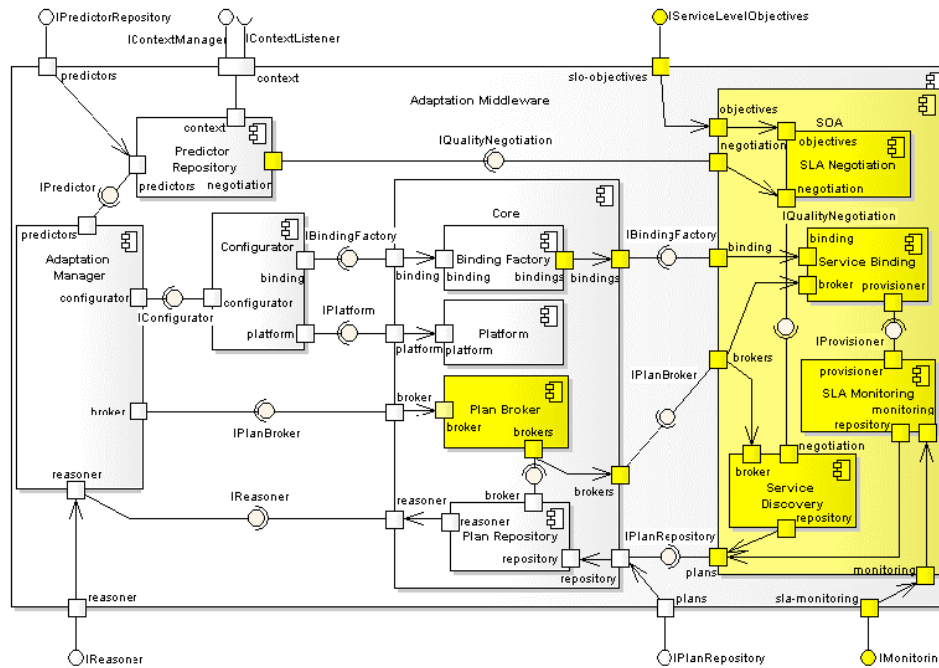 IPredictorRepository
IContextManager
IContextListener
IServiceLevelObjectives
predictors
context
slo-objectives
Adaptation Middleware
objectives
SOA
context
Predictor
Repository
IQualityNegotiation
negotiation
objectives
SLA Negotiation
IPredictor
predictors
negotiation
negotiation
predictors
Core
IQualityNegotiation
Adaptation
Manager
Configurator
IBindingFactory
Binding Factory
IBindingFactory
binding
Service Binding
binding
binding
binding
bindings
bindings
binding
broker
provisioner
configurator
configurator
IConfigurator
IPlatform
Platform
platform
platform
platform
IProvisioner
brokers
provisioner
IPlanBroker
SLA Monitoring
monitoring
repository
broker
broker
Plan Broker
broker
brokers
IPlanBroker
negotiation
broker
reasoner
IReasoner
reasoner
broker
brokers
Service
Discovery
reasoner
Plan Repository
repository
IPlanRepository
repository
repository
plans
monitoring
reasoner
plans
sla-monitoring
IReasoner
IPlanRepository
IMonitorin